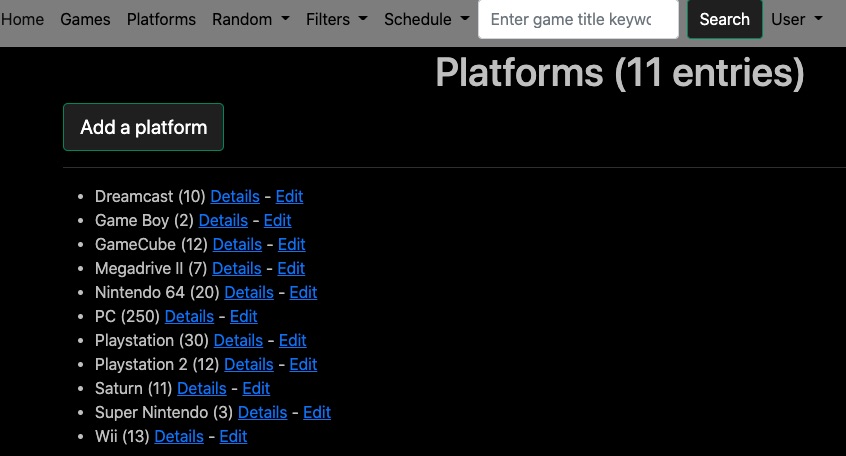 Home Games Platforms Random Filters Schedule Enter game title keywo Search User
Platforms (11 entries)
Add a platform
Dreamcast (10) Details - Edit
Game Boy (2) Details - Edit
GameCube (12) Details - Edit
Megadrive II (7) Details - Edit
Nintendo 64 (20) Details - Edit
PC (250) Details - Edit
Playstation (30) Details - Edit
Playstation 2 (12) Details - Edit
Saturn (11) Details - Edit
Super Nintendo (3) Details - Edit
Wii (13) Details - Edit